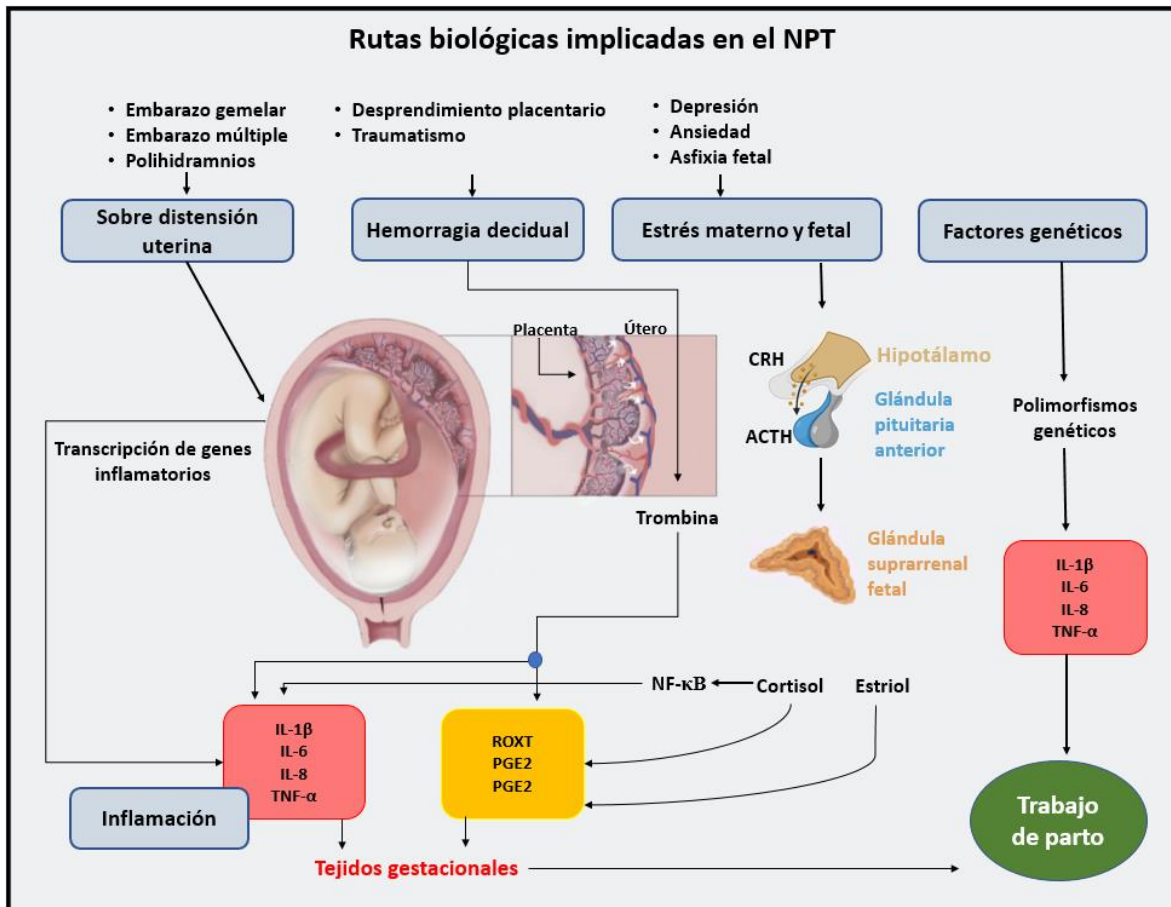 Rutas biológicas implicadas en el NPT
• Embarazo gemelar
• Embarazo múltiple
• Polihidramnios
• Desprendimiento placentario
• Traumatismo
• Depresión
• Ansiedad
• Asfixia fetal
Sobre distensión
uterina
Hemorragia decidual
Estrés materno y fetal
Factores genéticos
Placenta
Útero
CRH
Hipotálamo
Glándula
pituitaria
anterior
ACTH
Polimorfismos
genéticos
Transcripción de genes
inflamatorios
Trombina
Glándula
suprarrenal
fetal
IL-1β
IL-6
IL-8
TNF-α
NF-κB
Cortisol
Estriol
IL-1β
IL-6
IL-8
TNF-α
Inflamación
ROXT
PGE2
PGE2
Trabajo
de parto
Tejidos gestacionales